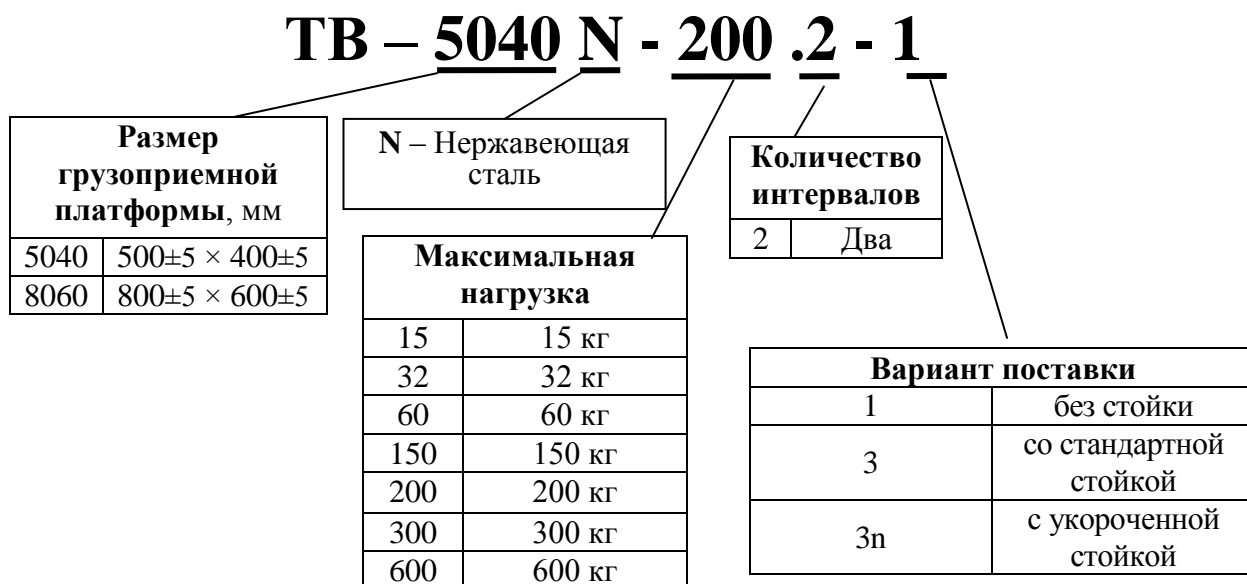 ТВ – 5040 N - 200 .2 - 1
Размер
грузоприемной
платформы, мм
5040 500±5 × 400±5
8060 800±5 × 600±5
N – Нержавеющая
сталь
Максимальная
нагрузка
15 15 кг
32 32 кг
60 60 кг
150 150 кг
200 200 кг
300 300 кг
600 600 кг
Количество
интервалов
2 Два
Вариант поставки
1 без стойки
3 со стандартной
стойкой
3n с укороченной
стойкой